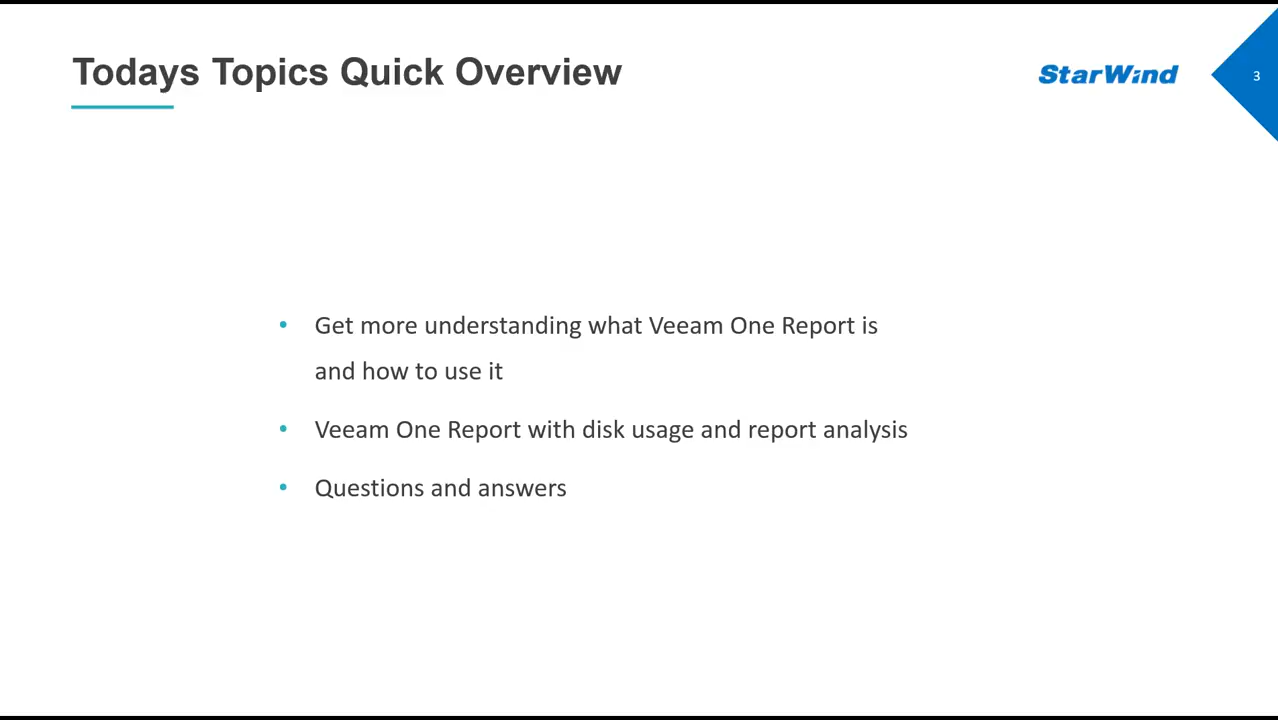 Todays Topics Quick Overview
StarWind
3
• Get more understanding what Veeam One Report is
and how to use it
• Veeam One Report with disk usage and report analysis
• Questions and answers